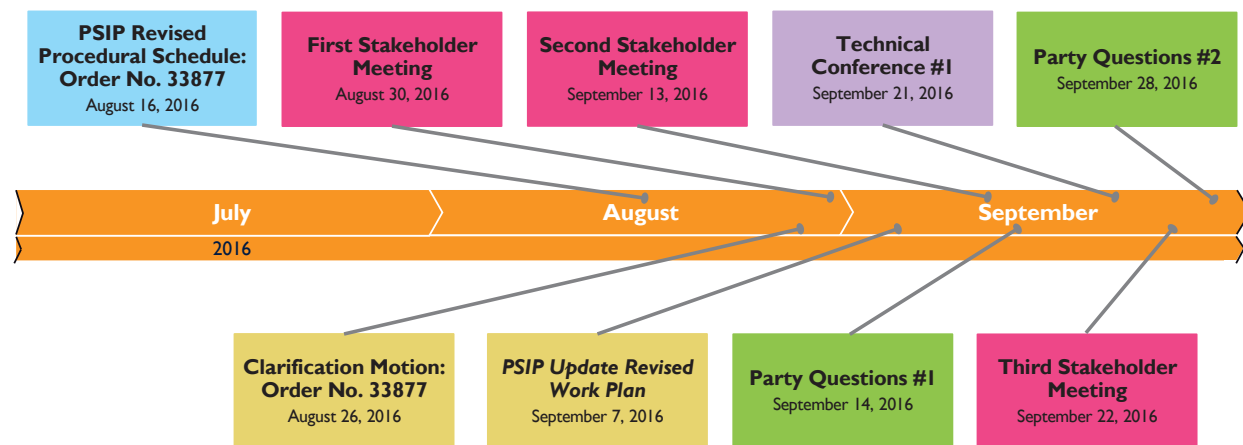 PSIP Revised
Procedural Schedule:
Order No. 33877
August 16, 2016
First Stakeholder
Meeting
August 30, 2016
Second Stakeholder
Meeting
September 13, 2016
Technical
Conference #1
September 21, 2016
Party Questions #2
September 28, 2016
July
August
September
2016
Clarification Motion:
Order No. 33877
August 26, 2016
PSIP Update Revised
Work Plan
September 7, 2016
Party Questions #1
September 14, 2016
Third Stakeholder
Meeting
September 22, 2016